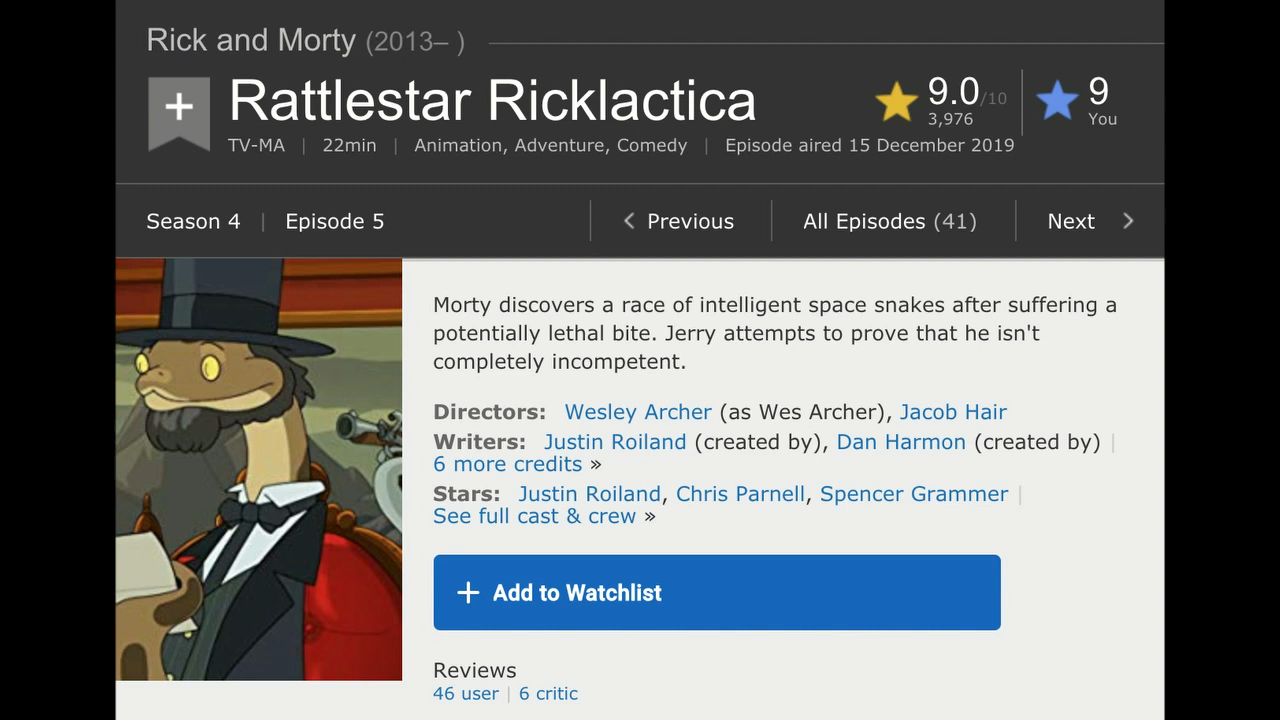 Rick and Morty (2013– )
Rattlestar Ricklactica
9.0/10
3,976
9
You
TV-MA | 22min | Animation, Adventure, Comedy | Episode aired 15 December 2019
Season 4 | Episode 5
Previous
All Episodes (41)
Next
Morty discovers a race of intelligent space snakes after suffering a
potentially lethal bite. Jerry attempts to prove that he isn't
completely incompetent.
Directors: Wesley Archer (as Wes Archer), Jacob Hair
Writers: Justin Roiland (created by), Dan Harmon (created by) |
6 more credits »
Stars: Justin Roiland, Chris Parnell, Spencer Grammer |
See full cast & crew »
+ Add to Watchlist
Reviews
46 user | 6 critic